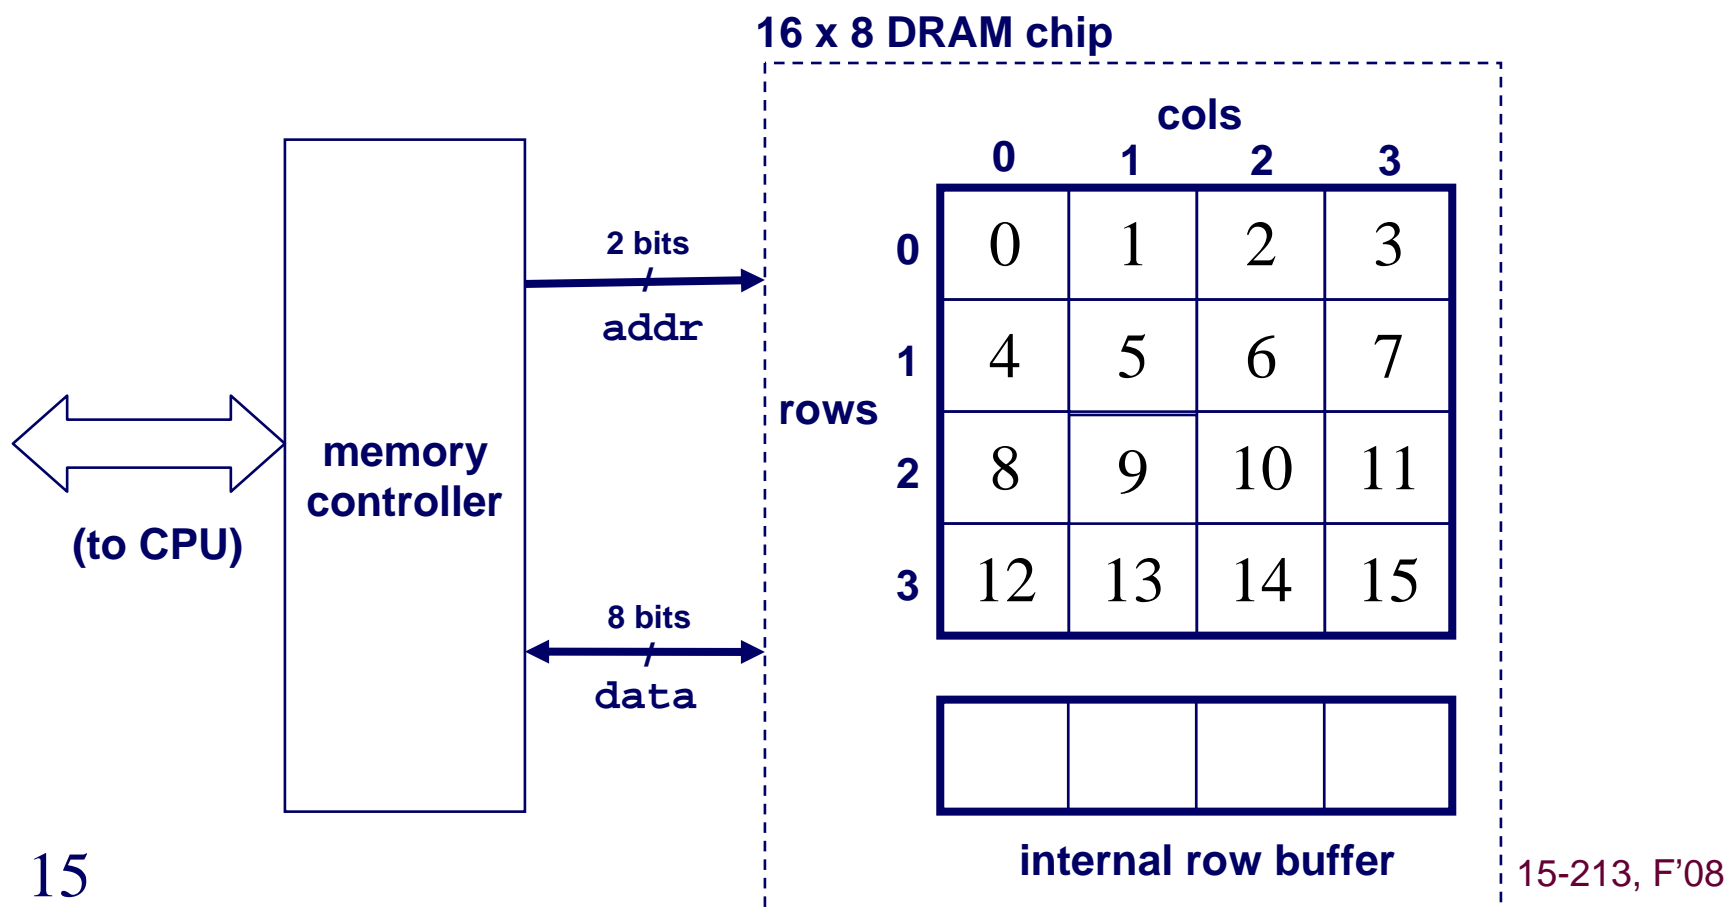 16 x 8 DRAM chip
cols
0 1 2 3
0 0 1 2 3
2 bits
addr
1 4 5 6 7
rows
memory
controller
2 8 9 10 11
(to CPU)
3 12 13 14 15
8 bits
data
internal row buffer
15
15-213, F'08